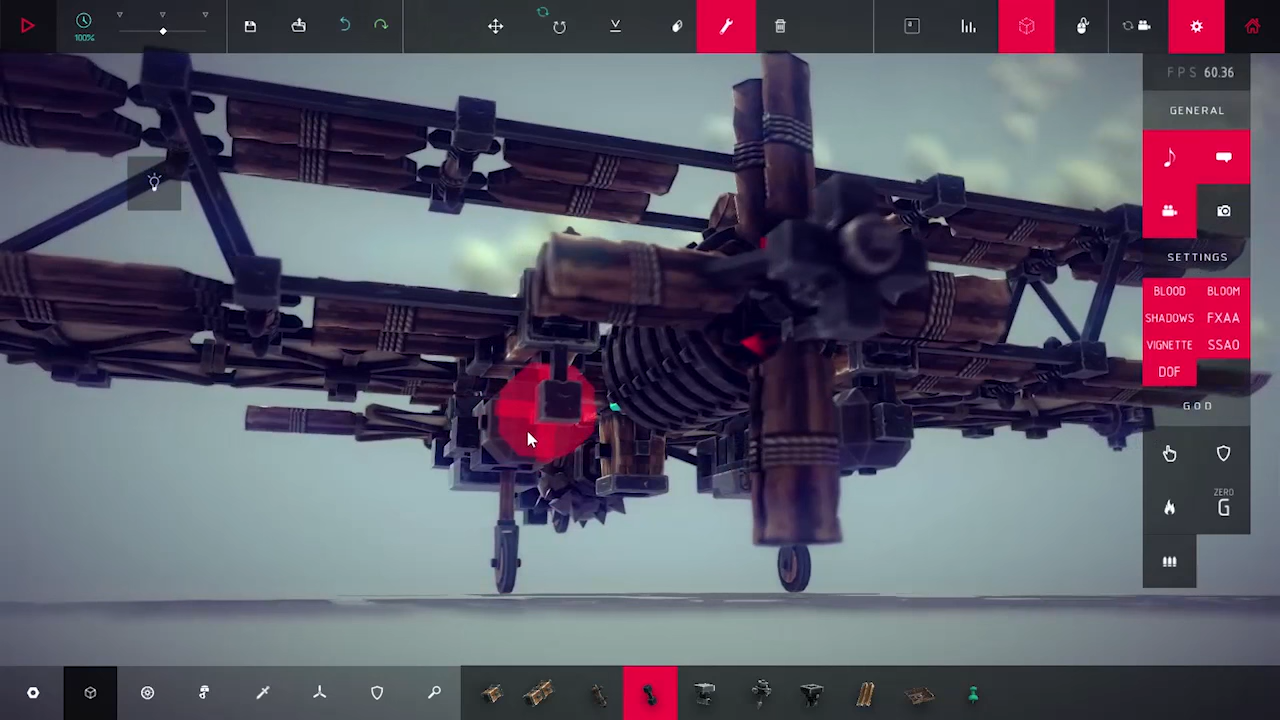 100%
FPS 60.36
GENERAL
SETTINGS
BLOOD BLOOM
SHADOWS FXAA
VIGNETTE SSAO
DOF
GOD
ZERO
G